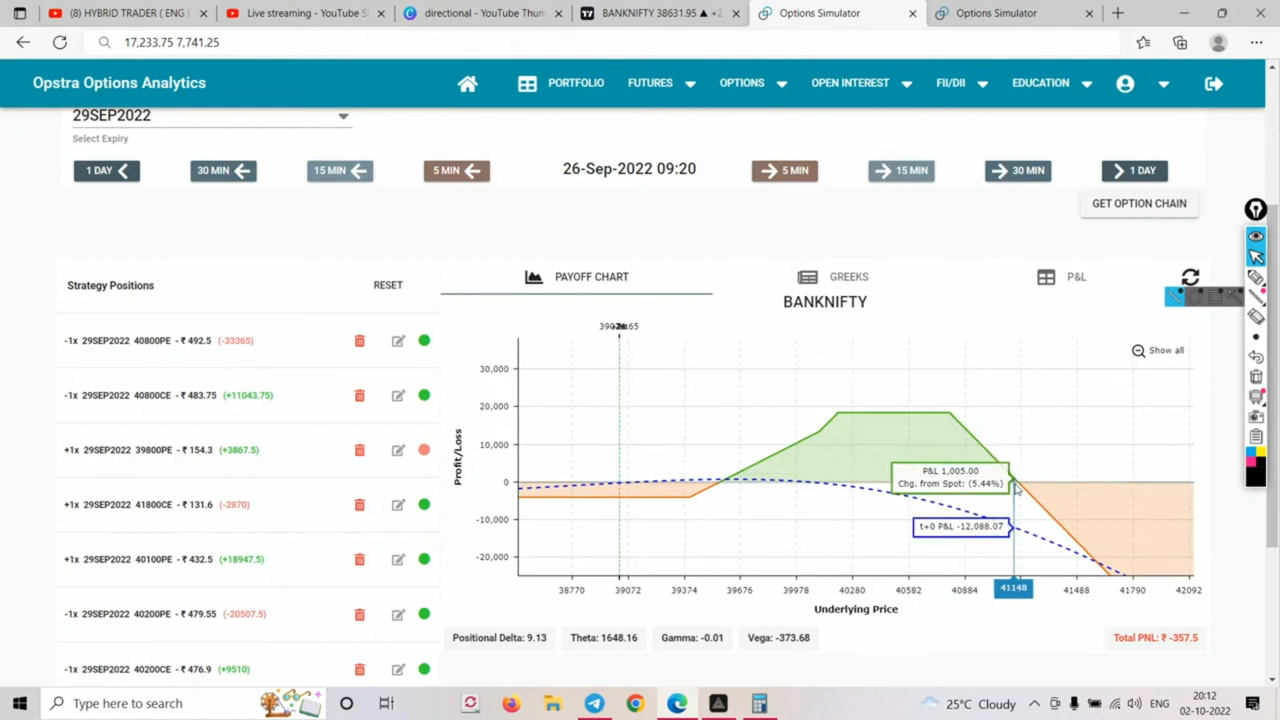 (8) HYBRID TRADER ( ENG |
Live streaming - YouTube S
directional - YouTube Thum
BANKNIFTY 38631.95 ▲ +2
Options Simulator
Options Simulator
17,233.75 7,741.25
Opstra Options Analytics
PORTFOLIO
FUTURES
OPTIONS
OPEN INTEREST
FII/DII
EDUCATION
29SEP2022
Select Expiry
1 DAY
30 MIN
15 MIN
5 MIN
26-Sep-2022 09:20
5 MIN
15 MIN
30 MIN
1 DAY
GET OPTION CHAIN
Strategy Positions
RESET
PAYOFF CHART
GREEKS
P&L
BANKNIFTY
-1x 29SEP2022 40800PE - ₹ 492.5 (-33365)
-1x 29SEP2022 40800CE - ₹ 483.75 (+11043.75)
+1x 29SEP2022 39800PE - ₹ 154.3 (+3867.5)
+1x 29SEP2022 41800CE - ₹ 131.6 (-2870)
+1x 29SEP2022 40100PE - ₹ 432.5 (+18947.5)
-1x 29SEP2022 40200PE - ₹ 479.55 (-20507.5)
-1x 29SEP2022 40200CE - ₹ 476.9 (+9510)
Show all
Profit/Loss
30,000
20,000
10,000
0
-10,000
-20,000
P&L 1,005.00
Chg. from Spot: (5.44%)
t+0 P&L -12,088.07
38770
39072
39374
39676
39978
40280
40582
40884
41148
41488
41790
42092
Underlying Price
Positional Delta: 9.13
Theta: 1648.16
Gamma: -0.01
Vega: -373.68
Total PNL: ₹ -357.5
Type here to search
25°C Cloudy
ENG
20:12
02-10-2022